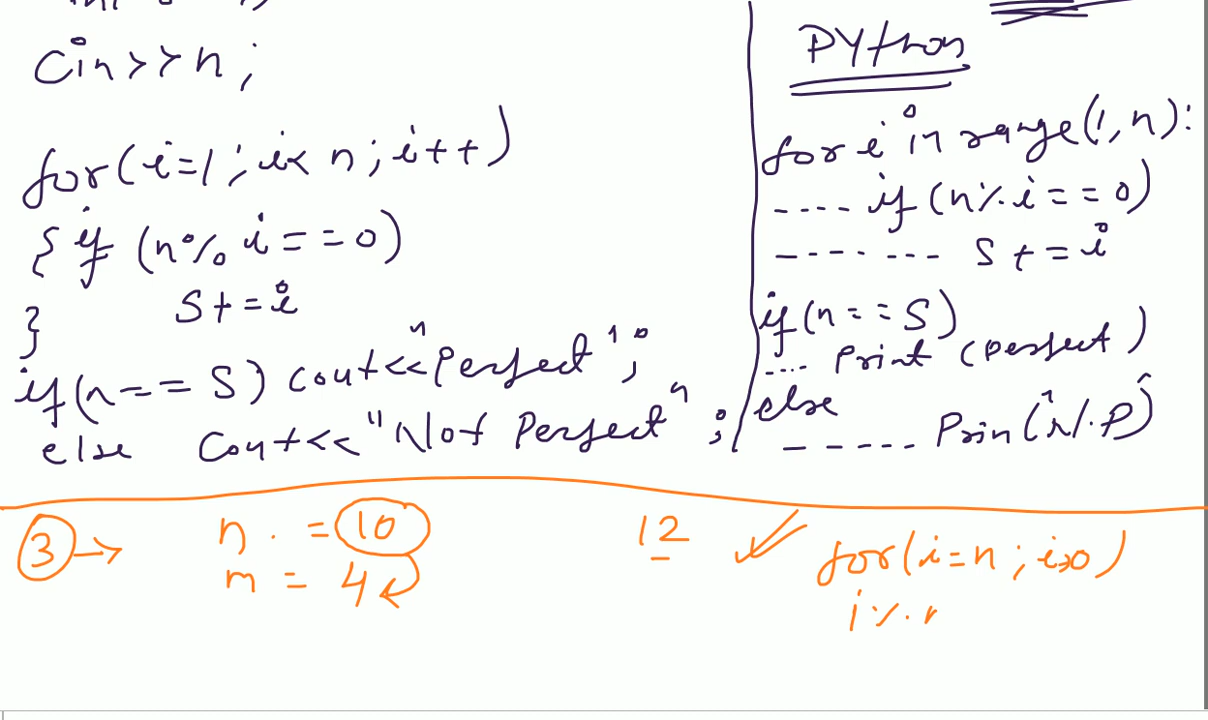 cin>>n;
for(i=1;i<n;i++)
{if (n% i==0)
s+=i
}
if(n==S) cout<<"Perfect";
else cout<<"Not Perfect";
PYthon
for i in range(1,n):
---- if (n%i==0)
------- s+=i
if(n==S)
.... Print (perfect)
else
------ Prin("N.P")
3→ n. =10
m = 4
12
for(i=n;i>0)
i%